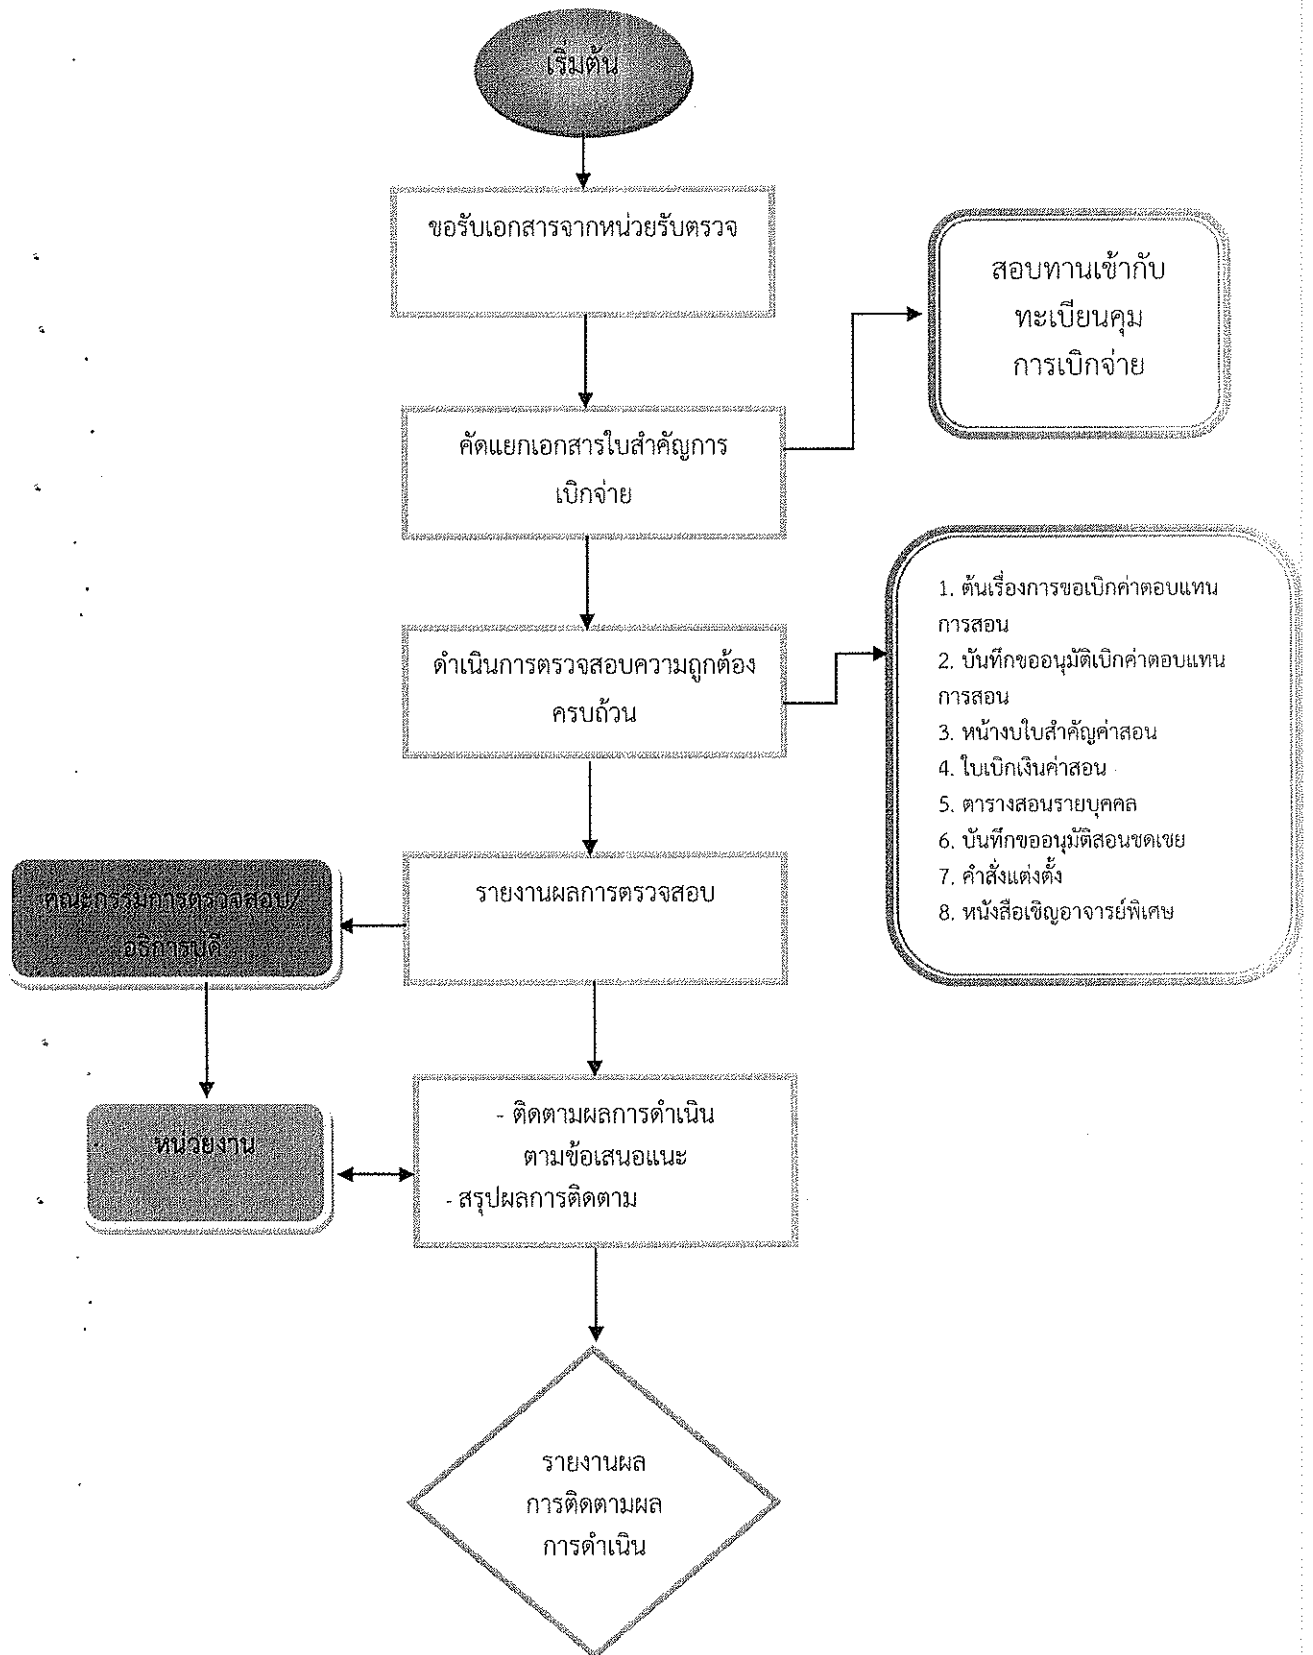 เริ่มต้น
ขอรับเอกสารจากหน่วยรับตรวจ
สอบทานเข้ากับ
ทะเบียนคุม
การเบิกจ่าย
คัดแยกเอกสารใบสำคัญการ
เบิกจ่าย
ดำเนินการตรวจสอบความถูกต้อง
ครบถ้วน
1. ต้นเรื่องการขอเบิกค่าตอบแทน
การสอน
2. บันทึกขออนุมัติเบิกค่าตอบแทน
การสอน
3. หน้างบใบสำคัญค่าสอน
4. ใบเบิกเงินค่าสอน
5. ตารางสอนรายบุคคล
6. บันทึกขออนุมัติสอนชดเชย
7. คำสั่งแต่งตั้ง
8. หนังสือเชิญอาจารย์พิเศษ
รายงานผลการตรวจสอบ
คณะกรรมการตรวจสอบ/
อธิการบดี
หน่วยงาน
- ติดตามผลการดำเนิน
ตามข้อเสนอแนะ
- สรุปผลการติดตาม
รายงานผล
การติดตามผล
การดำเนิน